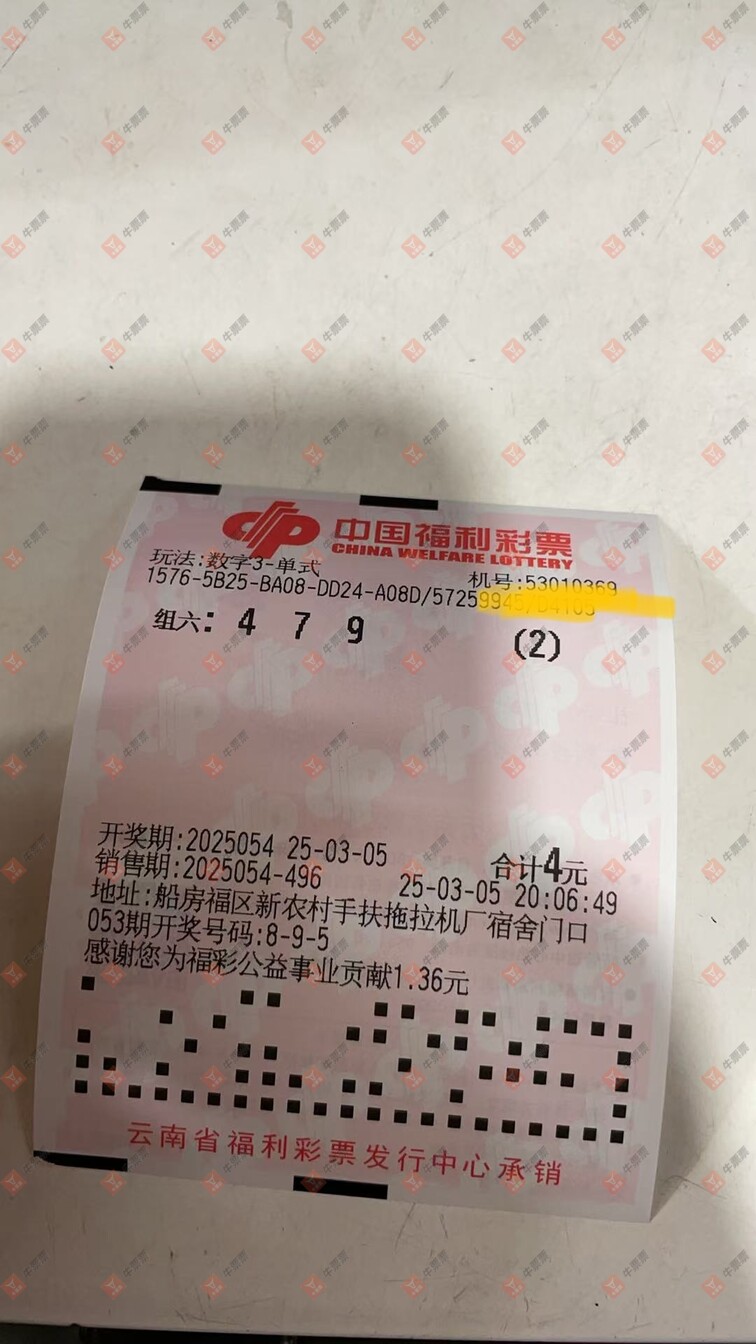 中国福利彩票
CHINA WELFARE LOTTERY
玩法:数字3-单式 机号:53010369
1576-5B25-BA08-DD24-A08D/57259945/D4105
组六: 4 7 9 (2)
开奖期:2025054 25-03-05 合计4元
销售期:2025054-496 25-03-05 20:06:49
地址:船房福区新农村手扶拖拉机厂宿舍门口
053期开奖号码:8-9-5
感谢您为福彩公益事业贡献1.36元
云南省福利彩票发行中心承销
牛票票